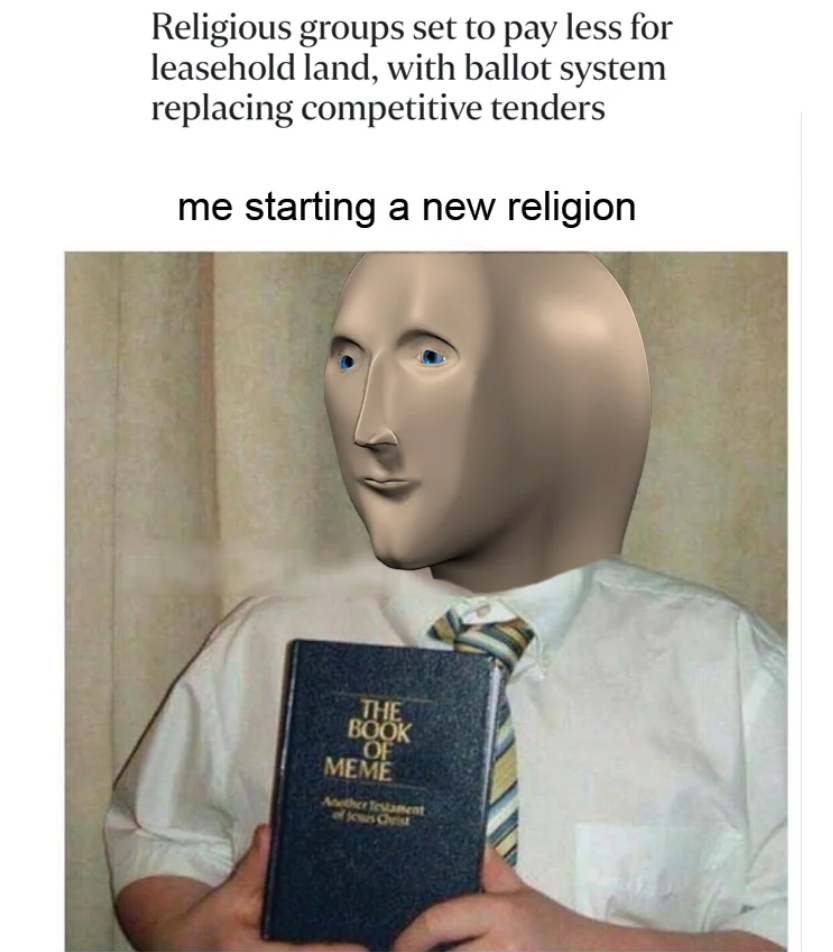 Religious groups set to pay less for
leasehold land, with ballot system
replacing competitive tenders
me starting a new religion
THE
BOOK
OF
MEME
Another Testament
of Jesus Christ